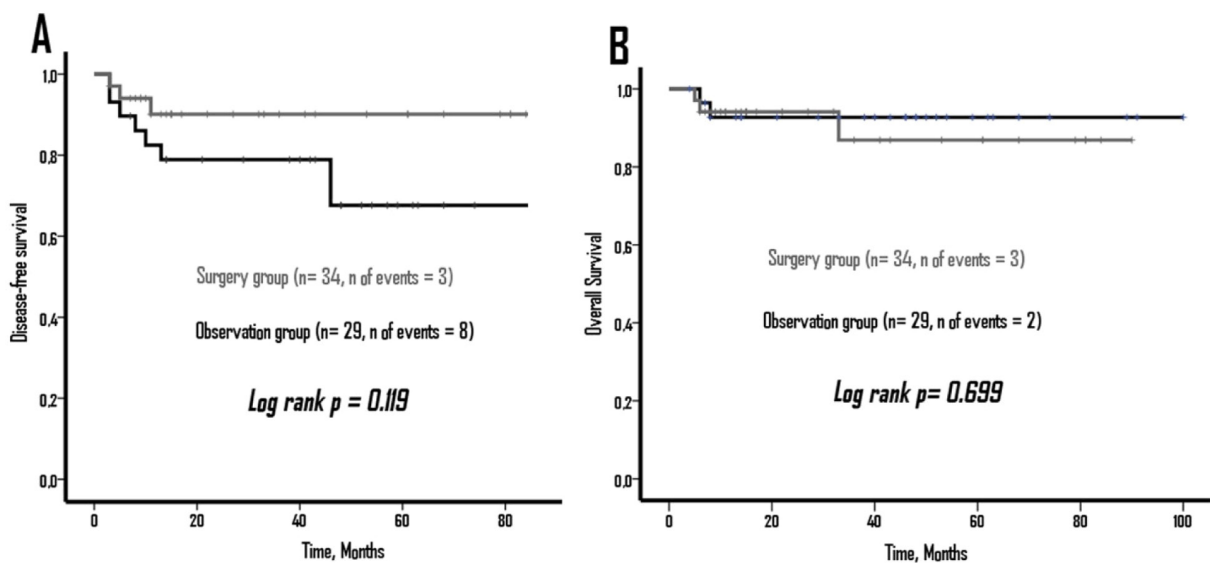 A
Disease-free survival
1,0
0,8
0,6
0,4
0,2
0,0
Surgery group (n= 34, n of events = 3)
Observation group (n= 29, n of events = 8)
Log rank p = 0.119
0 20 40 60 80
Time, Months
B
Overall Survival
1,0
0,8
0,6
0,4
0,2
0,0
Surgery group (n= 34, n of events = 3)
Observation group (n= 29, n of events = 2)
Log rank p= 0.699
0 20 40 60 80 100
Time, Months